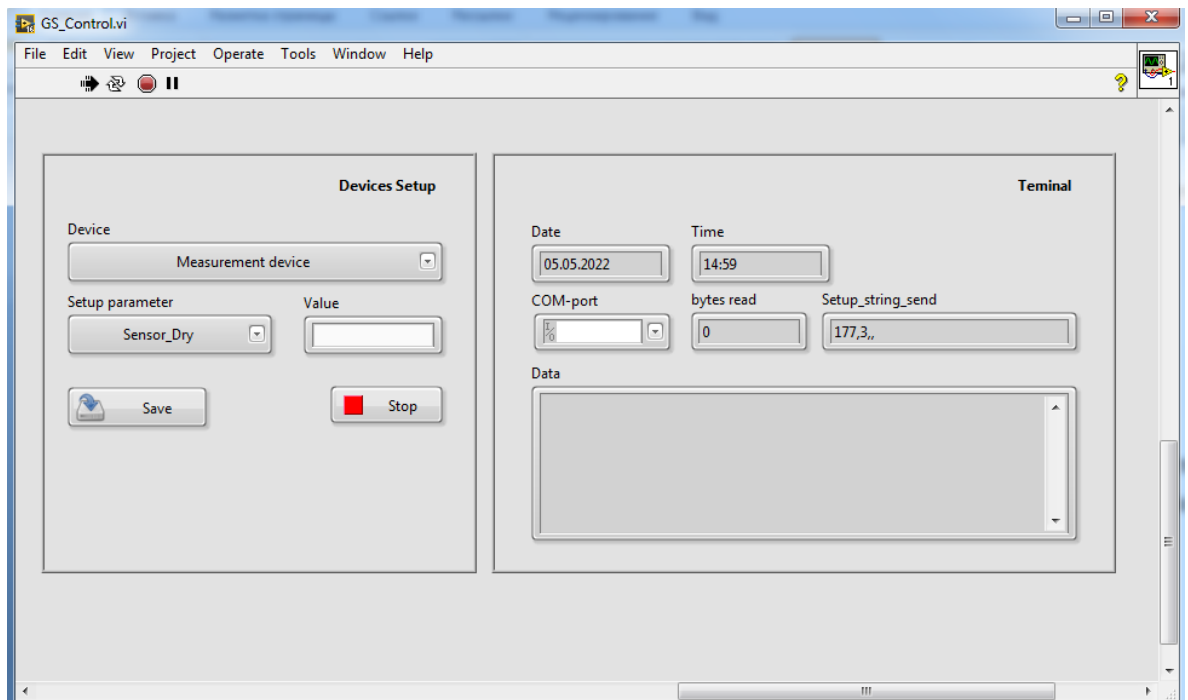 GS_Control.vi
File Edit View Project Operate Tools Window Help
1
Devices Setup
Device
Measurement device
Setup parameter Value
Sensor_Dry
Save Stop
Teminal
Date Time
05.05.2022 14:59
COM-port bytes read Setup_string_send
I/O 0 177,3,,
Data